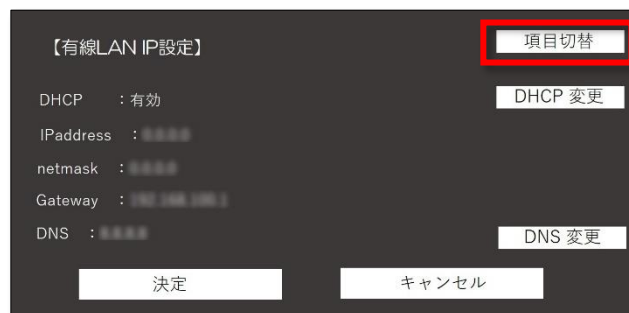 【有線LAN IP設定】
項目切替
DHCP ：有効
DHCP 変更
IPaddress ：
netmask ：
Gateway ：
DNS ：
DNS 変更
決定
キャンセル